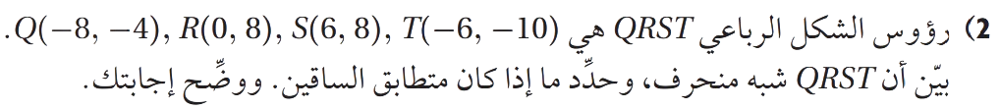 (2 رؤوس الشكل الرباعي QRST هي Q(−8, −4), R(0, 8), S(6, 8), T(−6, −10).
بيّن أن QRST شبه منحرف، وحدِّد ما إذا كان متطابق الساقين. ووضِّح إجابتك.